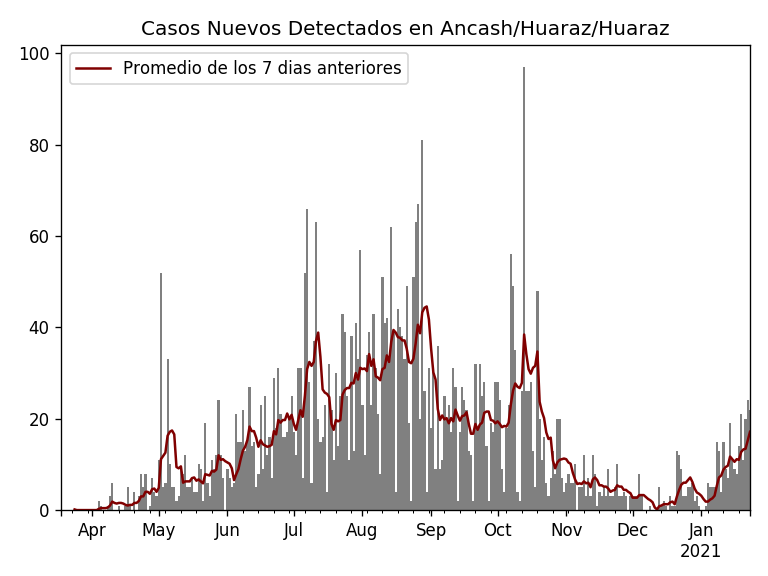 Casos Nuevos Detectados en Ancash/Huaraz/Huaraz
Promedio de los 7 dias anteriores
100
80
60
40
20
0
Apr May Jun Jul Aug Sep Oct Nov Dec Jan
2021